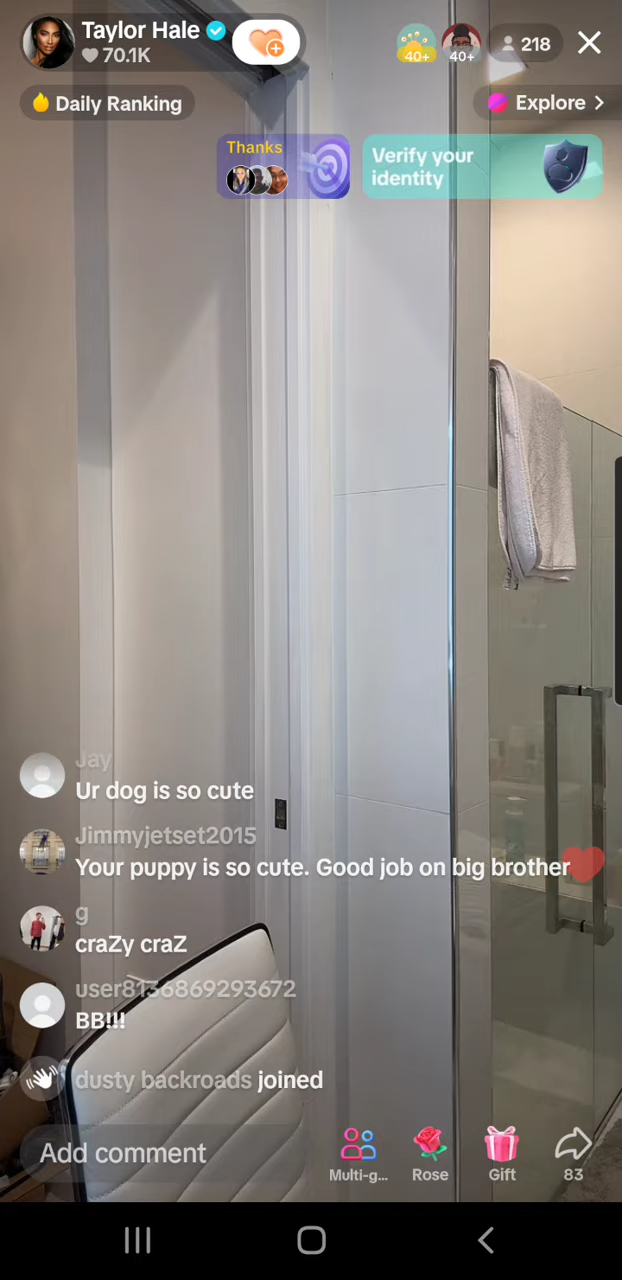 Taylor Hale
70.1K
40+
40+
218
Daily Ranking
Explore
Thanks
Verify your
identity
Jay
Ur dog is so cute
Jimmyjetset2015
Your puppy is so cute. Good job on big brother
g
craZy craZ
user8136869293672
BB!!!
dusty backroads joined
Add comment
Multi-g...
Rose
Gift
83